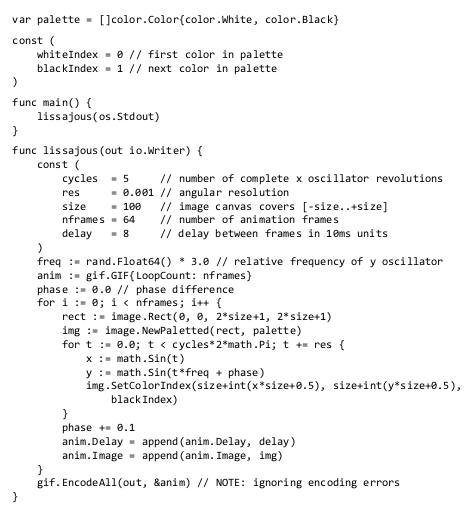 var palette = []color.Color{color.White, color.Black}
const (
    whiteIndex = 0 // first color in palette
    blackIndex = 1 // next color in palette
)
func main() {
    lissajous(os.Stdout)
}
func lissajous(out io.Writer) {
    const (
        cycles  = 5     // number of complete x oscillator revolutions
        res     = 0.001 // angular resolution
        size    = 100   // image canvas covers [-size..+size]
        nframes = 64    // number of animation frames
        delay   = 8     // delay between frames in 10ms units
    )
    freq := rand.Float64() * 3.0 // relative frequency of y oscillator
    anim := gif.GIF{LoopCount: nframes}
    phase := 0.0 // phase difference
    for i := 0; i < nframes; i++ {
        rect := image.Rect(0, 0, 2*size+1, 2*size+1)
        img := image.NewPaletted(rect, palette)
        for t := 0.0; t < cycles*2*math.Pi; t += res {
            x := math.Sin(t)
            y := math.Sin(t*freq + phase)
            img.SetColorIndex(size+int(x*size+0.5), size+int(y*size+0.5),
                blackIndex)
        }
        phase += 0.1
        anim.Delay = append(anim.Delay, delay)
        anim.Image = append(anim.Image, img)
    }
    gif.EncodeAll(out, &anim) // NOTE: ignoring encoding errors
}